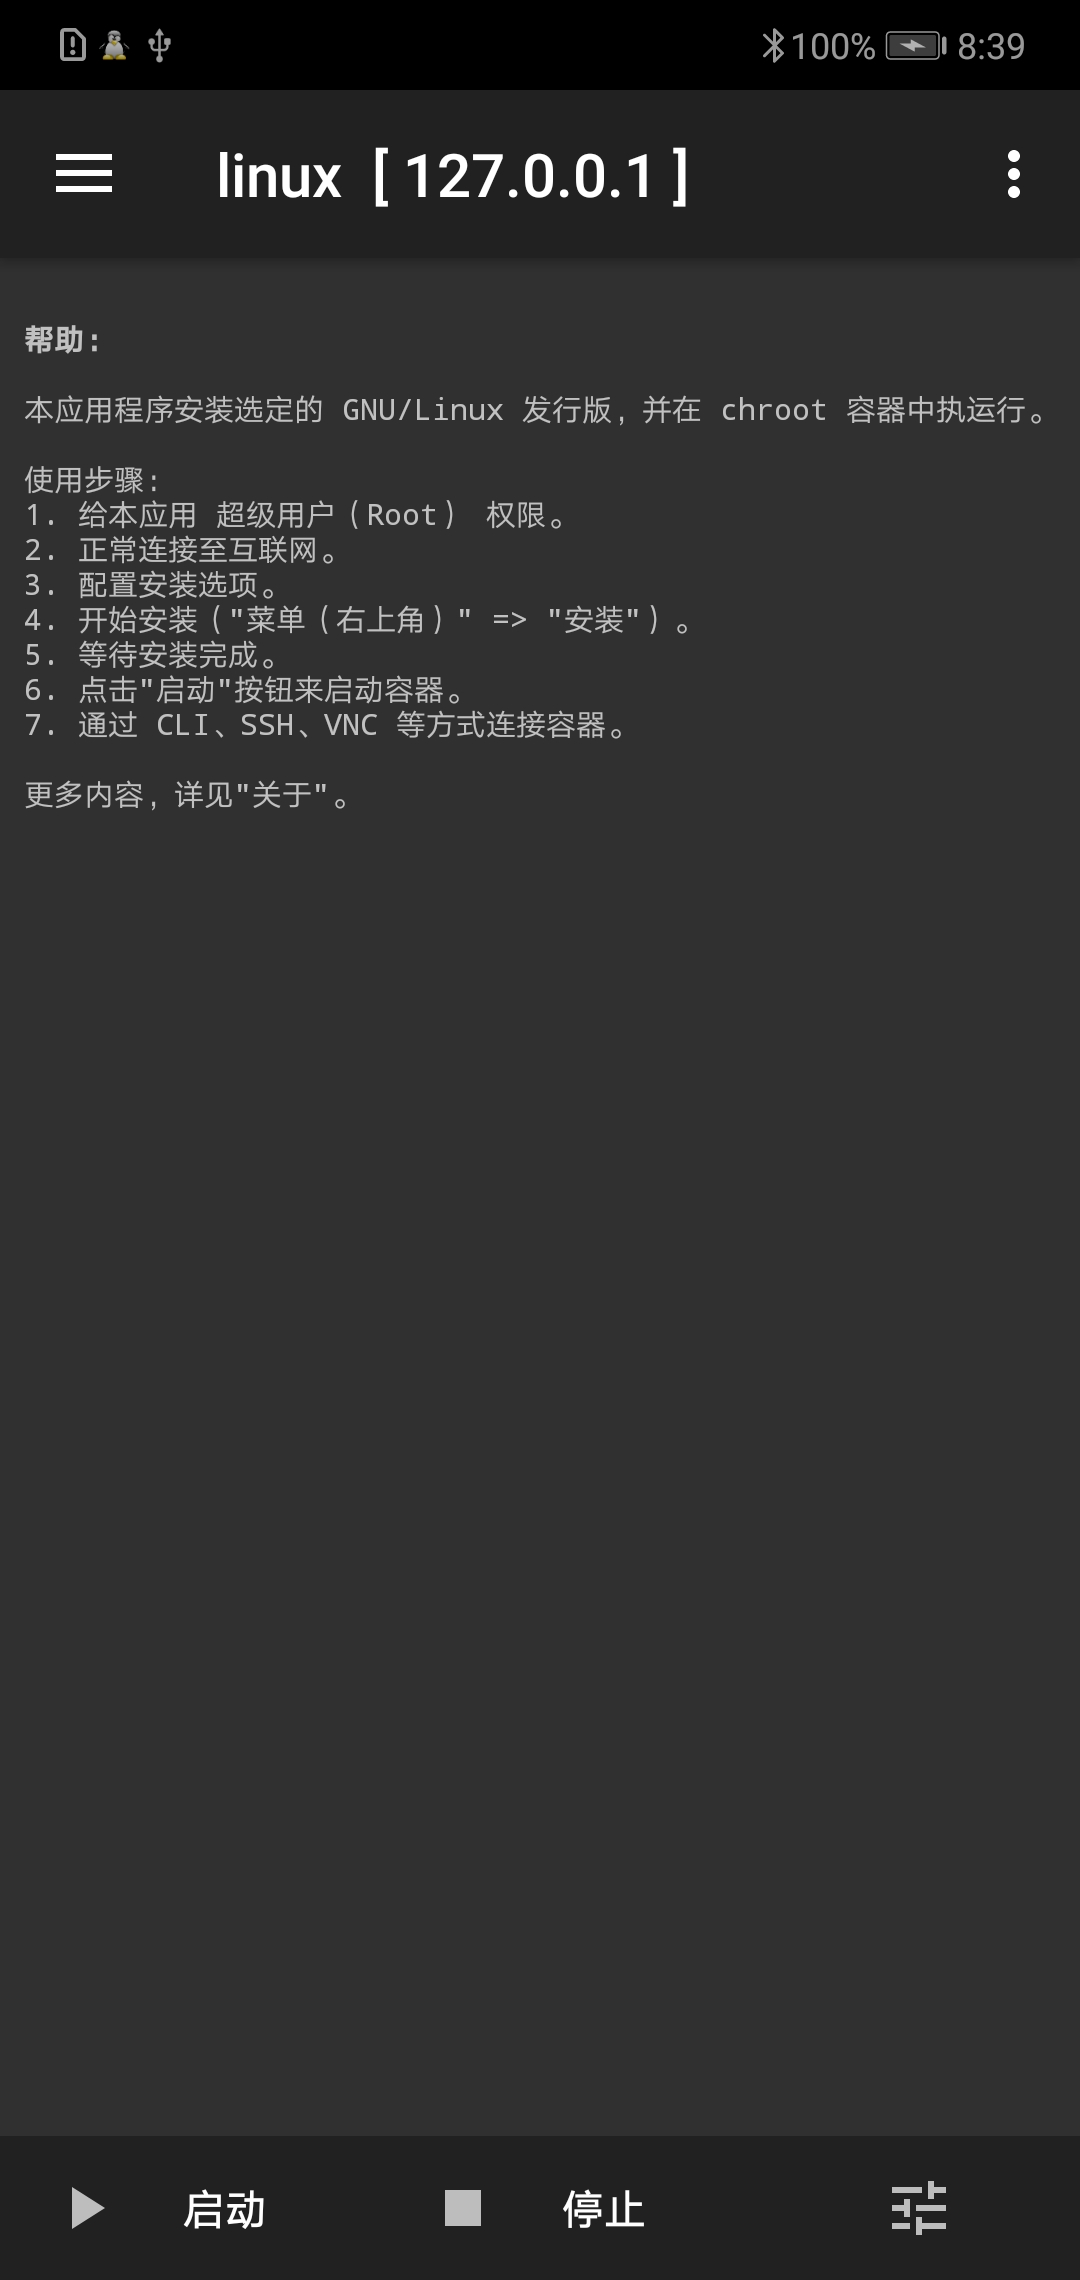 100% 8:39
linux [ 127.0.0.1 ]
帮助:
本应用程序安装选定的 GNU/Linux 发行版，并在 chroot 容器中执运行。
使用步骤:
1. 给本应用 超级用户（Root） 权限。
2. 正常连接至互联网。
3. 配置安装选项。
4. 开始安装（"菜单（右上角）" => "安装"）。
5. 等待安装完成。
6. 点击"启动"按钮来启动容器。
7. 通过 CLI、SSH、VNC 等方式连接容器。
更多内容，详见"关于"。
启动 停止